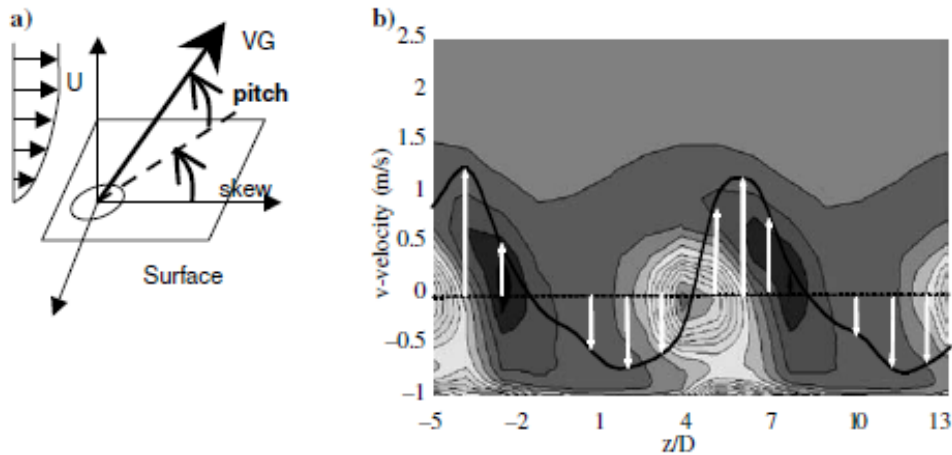 a)
U
VG
pitch
skew
Surface
b)
v-velocity (m/s)
2.5
2
1.5
1
0.5
0
–0.5
–1
–5
–2
1
4
7
10
13
z/D